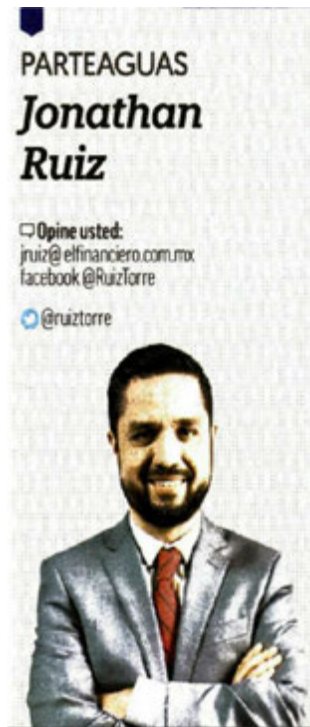 PARTEAGUAS
Jonathan
Ruiz
Opine usted:
jruiz@elfinanciero.com.mx
facebook @RuizTorre
@ruiztorre